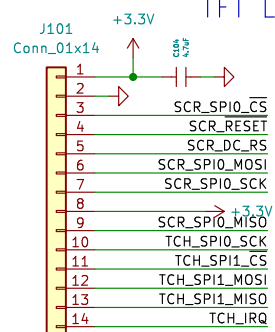 TFT L
+3.3V
J101
Conn_01x14
C104
4.7uF
1
2
3 SCR_SPI0_CS
4 SCR_RESET
5 SCR_DC_RS
6 SCR_SPI0_MOSI
7 SCR_SPI0_SCK
8 +3.3V
9 SCR_SPI0_MISO
10 TCH_SPI0_SCK
11 TCH_SPI1_CS
12 TCH_SPI1_MOSI
13 TCH_SPI1_MISO
14 TCH_IRQ